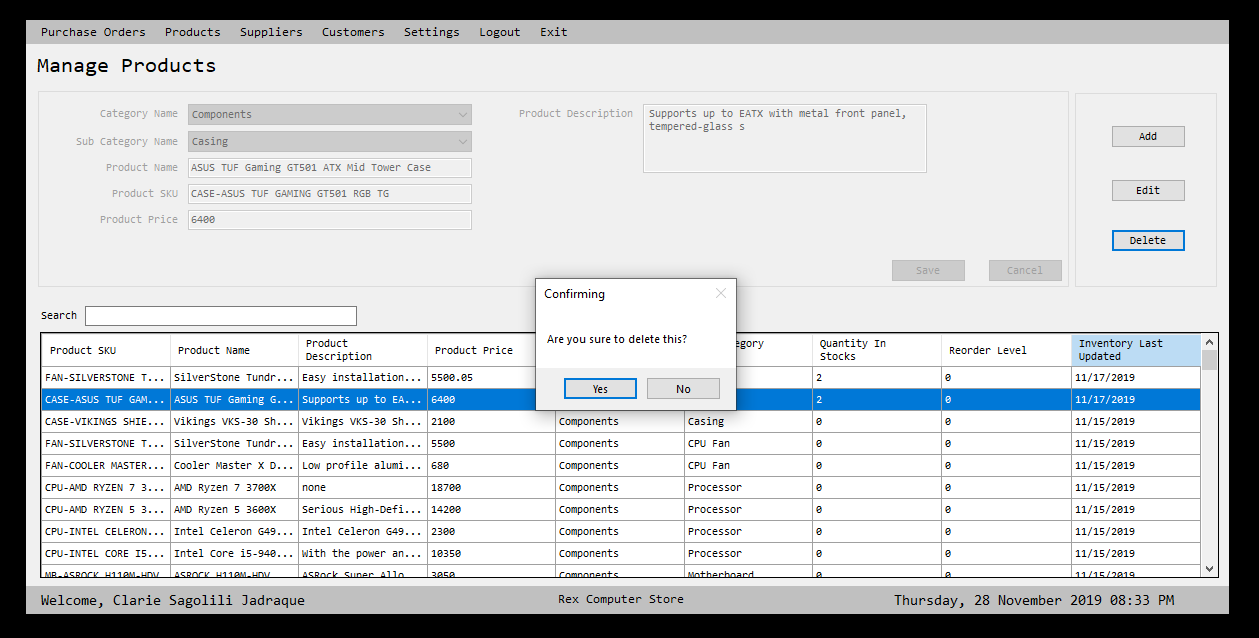 Purchase Orders Products Suppliers Customers Settings Logout Exit
Manage Products
Category Name Components
Sub Category Name Casing
Product Name ASUS TUF Gaming GT501 ATX Mid Tower Case
Product SKU CASE-ASUS TUF GAMING GT501 RGB TG
Product Price 6400
Product Description Supports up to EATX with metal front panel,
tempered-glass s
Add
Edit
Delete
Save Cancel
Confirming
Are you sure to delete this?
Yes No
Search
Product SKU Product Name Product Description Product Price egory Quantity In Stocks Reorder Level Inventory Last Updated
FAN-SILVERSTONE T... SilverStone Tundr... Easy installation... 5500.05 2 0 11/17/2019
CASE-ASUS TUF GAM... ASUS TUF Gaming G... Supports up to EA... 6400 2 0 11/17/2019
CASE-VIKINGS SHIE... Vikings VKS-30 Sh... Vikings VKS-30 Sh... 2100 Components Casing 0 0 11/15/2019
FAN-SILVERSTONE T... SilverStone Tundr... Easy installation... 5500 Components CPU Fan 0 0 11/15/2019
FAN-COOLER MASTER... Cooler Master X D... Low profile alumi... 680 Components CPU Fan 0 0 11/15/2019
CPU-AMD RYZEN 7 3... AMD Ryzen 7 3700X none 18700 Components Processor 0 0 11/15/2019
CPU-AMD RYZEN 5 3... AMD Ryzen 5 3600X Serious High-Defi... 14200 Components Processor 0 0 11/15/2019
CPU-INTEL CELERON... Intel Celeron G49... Intel Celeron G49... 2300 Components Processor 0 0 11/15/2019
CPU-INTEL CORE I5... Intel Core i5-940... With the power an... 10350 Components Processor 0 0 11/15/2019
MB-ASROCK H110M-HDV ASROCK H110M-HDV ASRock Super Allo... 3050 Components Motherboard 0 0 11/15/2019
Welcome, Clarie Sagolili Jadraque Rex Computer Store Thursday, 28 November 2019 08:33 PM